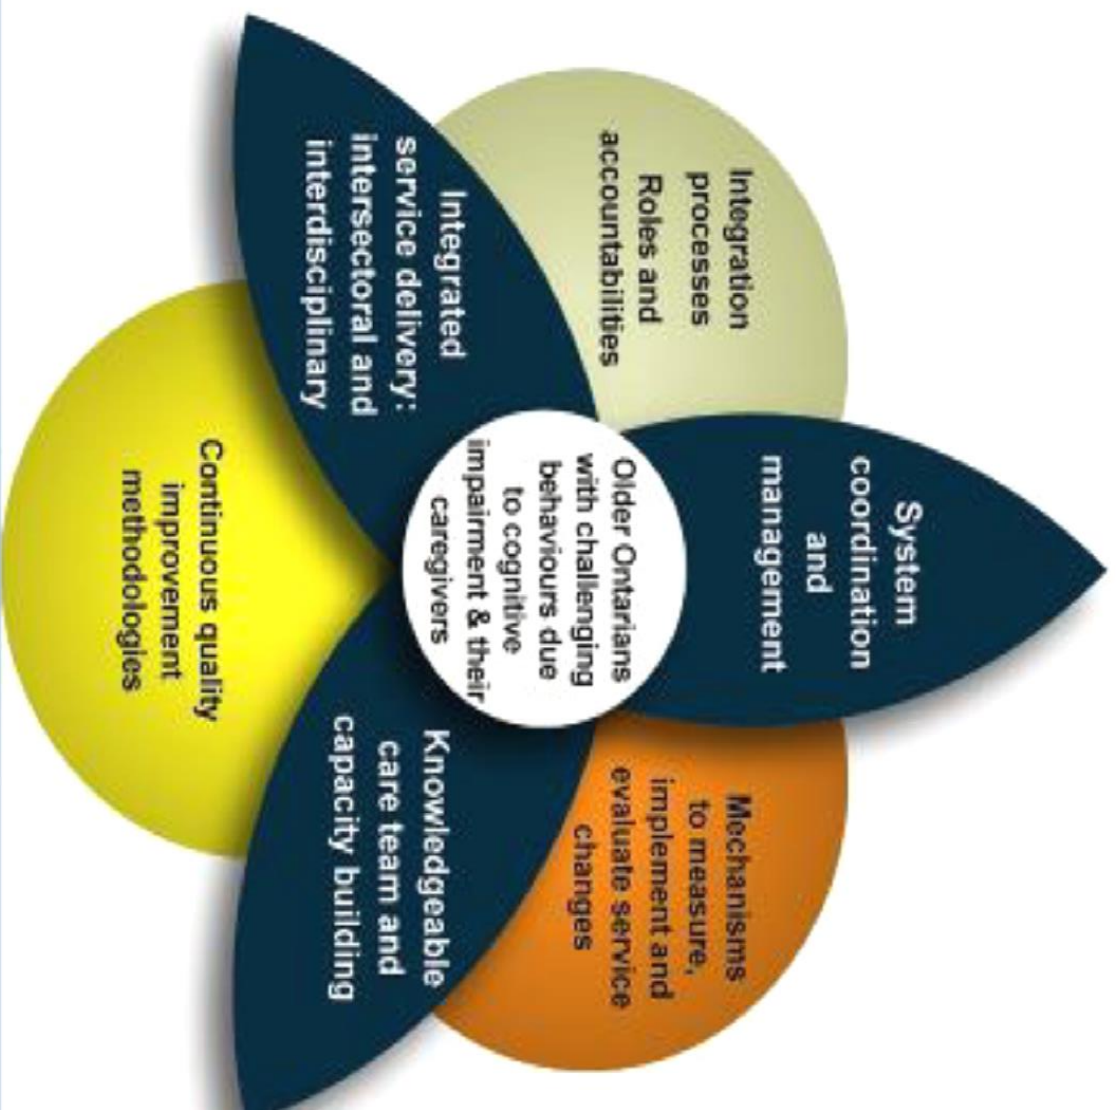 System
coordination
and
management
Integration
processes
Roles and
accountabilities
Mechanisms
to measure,
implement and
evaluate service
changes
Older Ontarians
with challenging
behaviours due
to cognitive
impairment & their
caregivers
Integrated
service delivery:
intersectoral and
interdisciplinary
Knowledgeable
care team and
capacity building
Continuous quality
improvement
methodologies